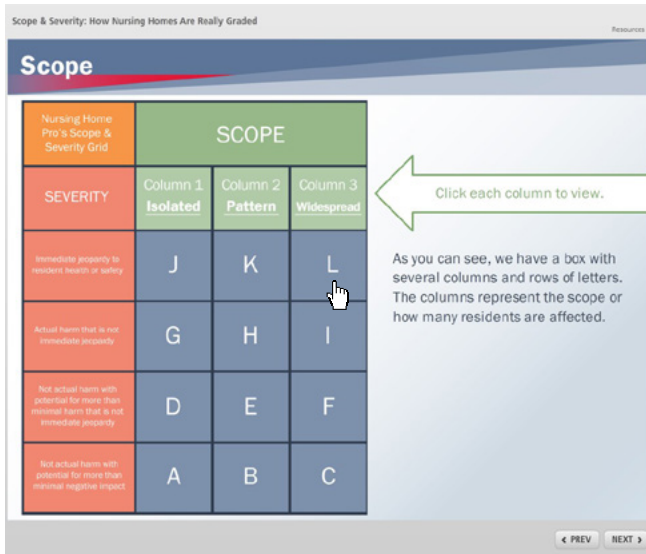 Scope & Severity: How Nursing Homes Are Really Graded
Resources
Scope
Nursing Home
Pro's Scope &
Severity Grid
SCOPE
SEVERITY
Column 1
Isolated
Column 2
Pattern
Column 3
Widespread
Click each column to view.
Immediate jeopardy to
resident health or safety
J
K
L
As you can see, we have a box with
several columns and rows of letters.
The columns represent the scope or
how many residents are affected.
Actual harm that is not
immediate jeopardy
G
H
I
Not actual harm with
potential for more than
minimal harm that is not
immediate jeopardy
D
E
F
Not actual harm with
potential for more than
minimal negative impact
A
B
C
PREV
NEXT